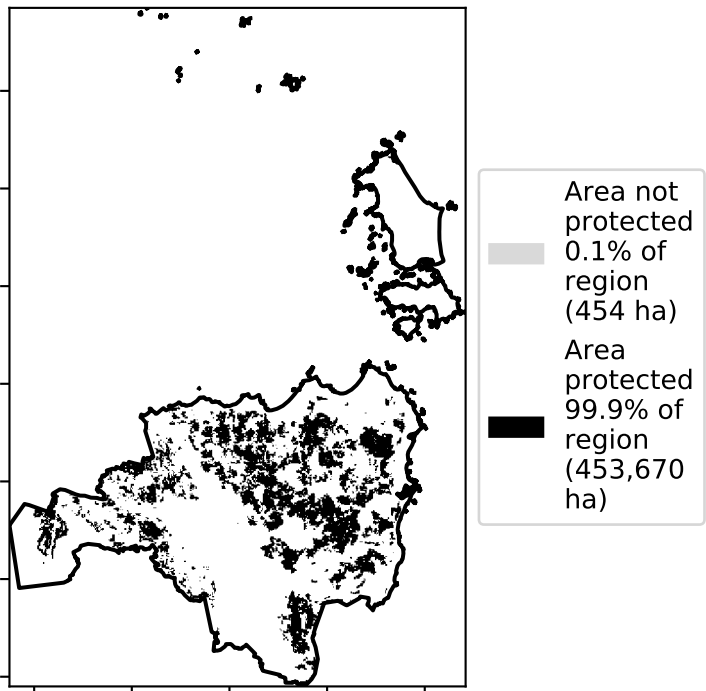 Area not
protected
0.1% of
region
(454 ha)
Area
protected
99.9% of
region
(453,670
ha)